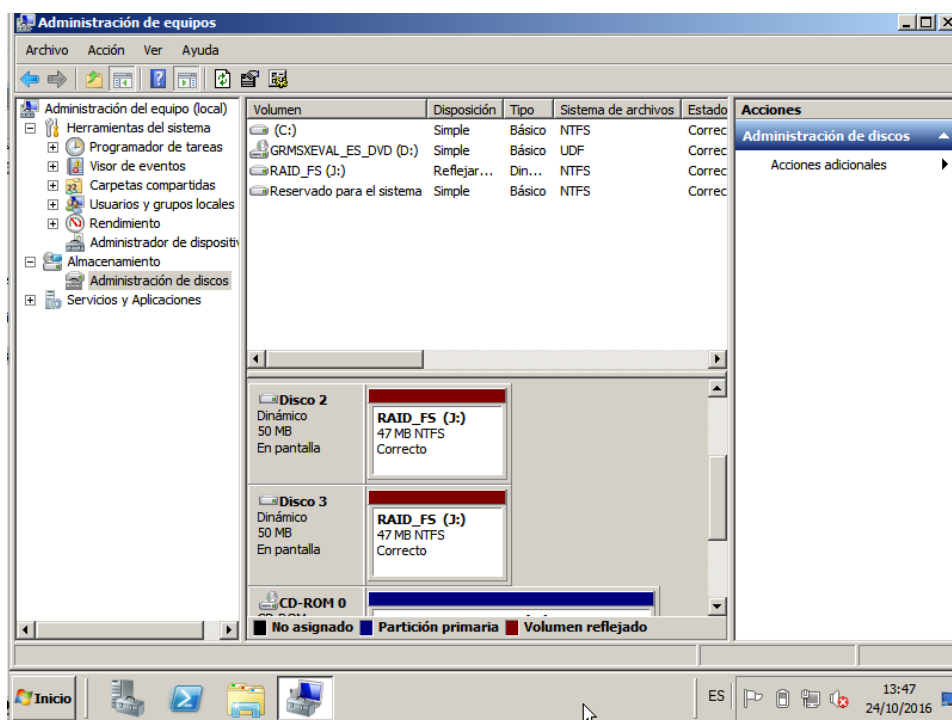 Administración de equipos
Archivo Acción Ver Ayuda
Administración del equipo (local)
Herramientas del sistema
Programador de tareas
Visor de eventos
Carpetas compartidas
Usuarios y grupos locales
Rendimiento
Administrador de dispositiv
Almacenamiento
Administración de discos
Servicios y Aplicaciones
Volumen Disposición Tipo Sistema de archivos Estado
(C:) Simple Básico NTFS Correc
GRMSXEVAL_ES_DVD (D:) Simple Básico UDF Correc
RAID_FS (J:) Reflejar... Din... NTFS Correc
Reservado para el sistema Simple Básico NTFS Correc
Disco 2
Dinámico
50 MB
En pantalla
RAID_FS (J:)
47 MB NTFS
Correcto
Disco 3
Dinámico
50 MB
En pantalla
RAID_FS (J:)
47 MB NTFS
Correcto
CD-ROM 0
No asignado Partición primaria Volumen reflejado
Acciones
Administración de discos
Acciones adicionales
Inicio
ES
13:47
24/10/2016